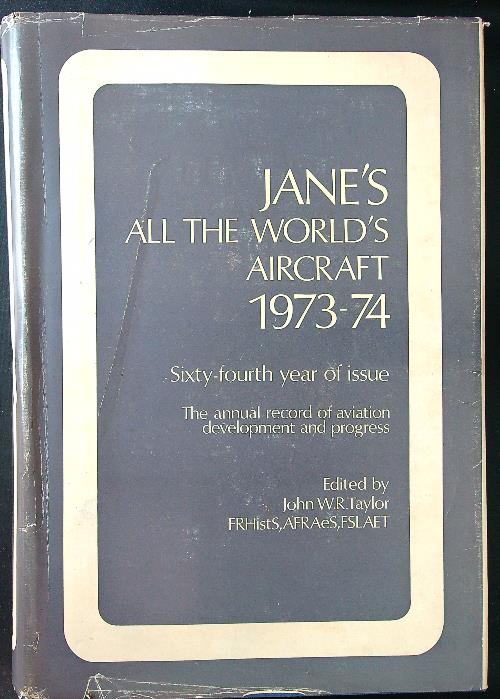 JANE'S
ALL THE WORLD'S
AIRCRAFT
1973-74
Sixty-fourth year of issue
The annual record of aviation
development and progress
Edited by
John W.R.Taylor
FRHistS,AFRAeS,FSLAET